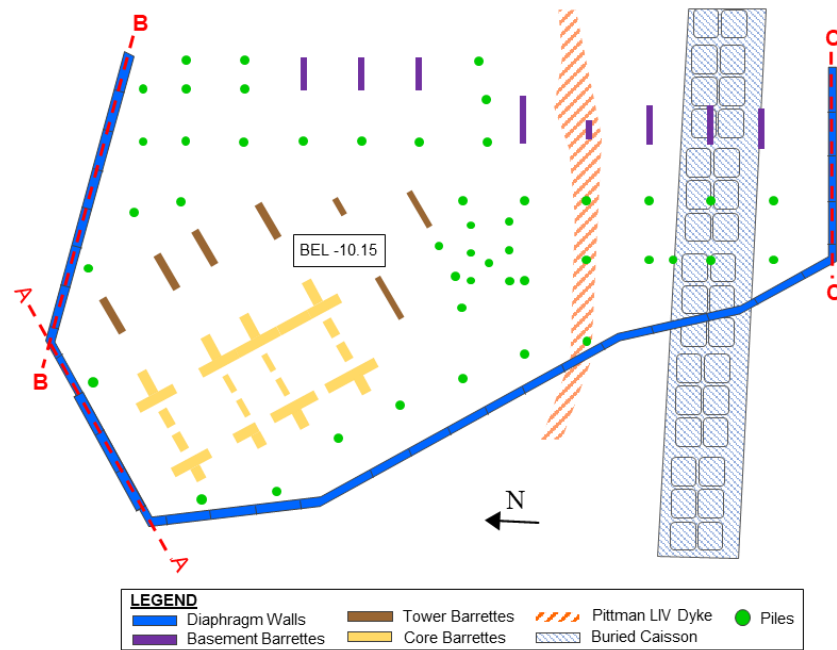 B
C
BEL -10.15
A
B
C
N
A
LEGEND
Diaphragm Walls
Tower Barrettes
Pittman LIV Dyke
Piles
Basement Barrettes
Core Barrettes
Buried Caisson